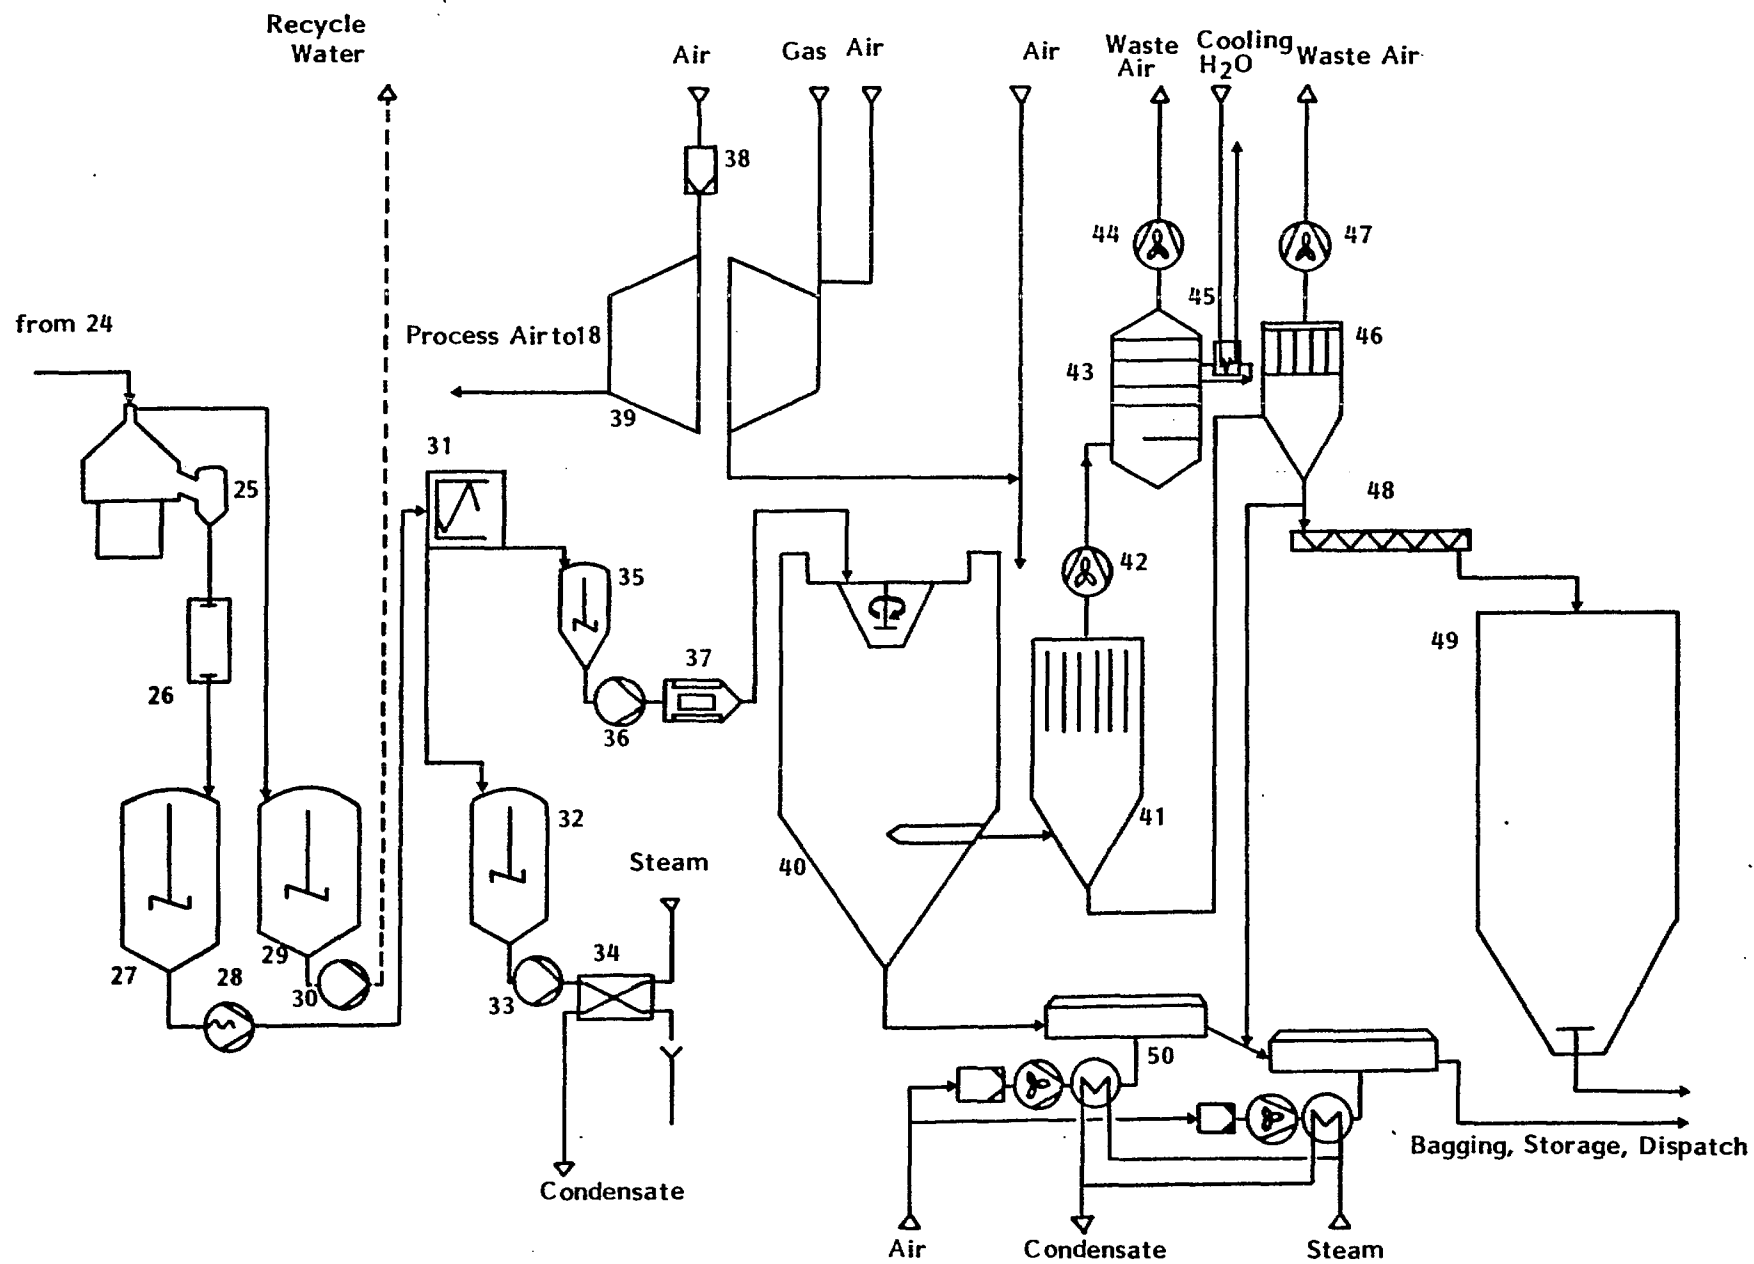 Recycle
Water
Air
Gas
Air
Air
Waste
Air
Cooling
H2O
Waste Air
38
44
47
45
46
from 24
Process Air to 18
43
39
31
25
48
42
35
49
37
26
36
32
41
40
Steam
34
29
27
28
30
33
50
Bagging, Storage, Dispatch
Condensate
Air
Condensate
Steam